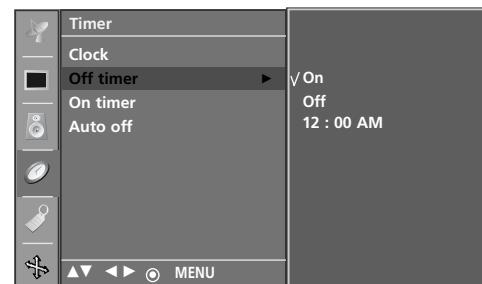 Timer
Clock
Off timer ►
On timer
Auto off
▲▼ ◄► ⦿ MENU
√ On
Off
12 : 00 AM